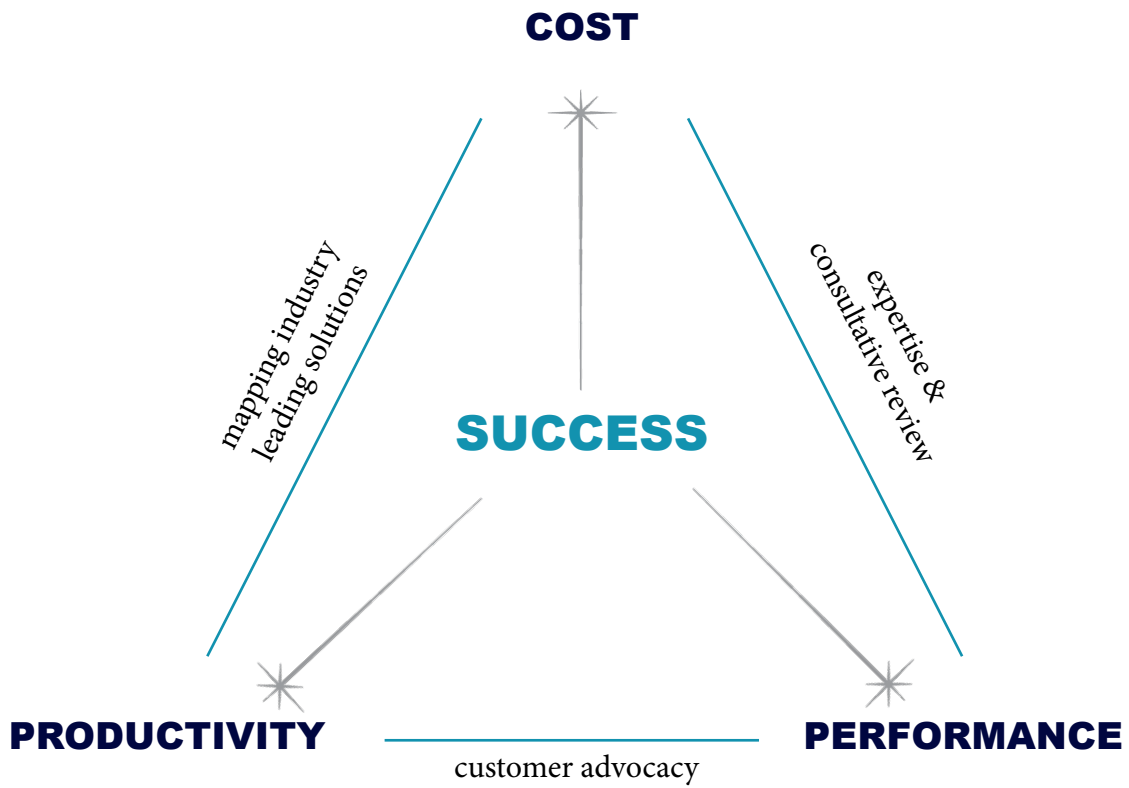 COST
mapping industry
leading solutions
expertise &
consultative review
SUCCESS
PRODUCTIVITY
PERFORMANCE
customer advocacy